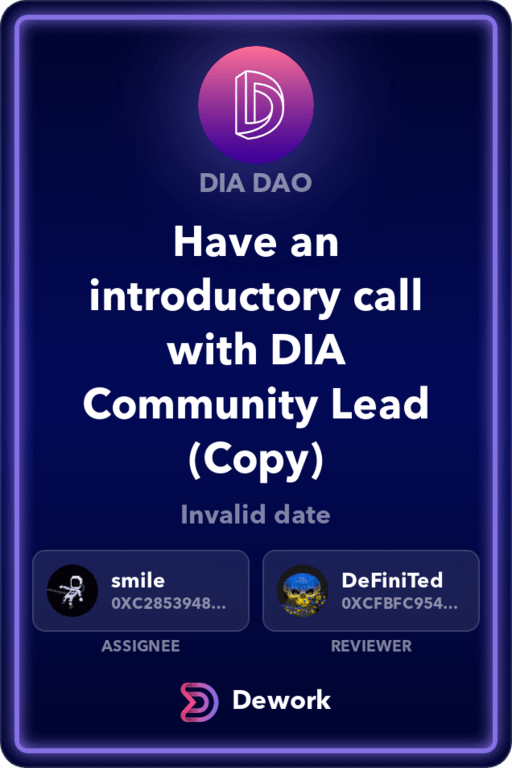 DIA DAO
Have an
introductory call
with DIA
Community Lead
(Copy)
Invalid date
smile
0XC2853948...
DeFiniTed
0XCFBFC954...
ASSIGNEE
REVIEWER
Dework